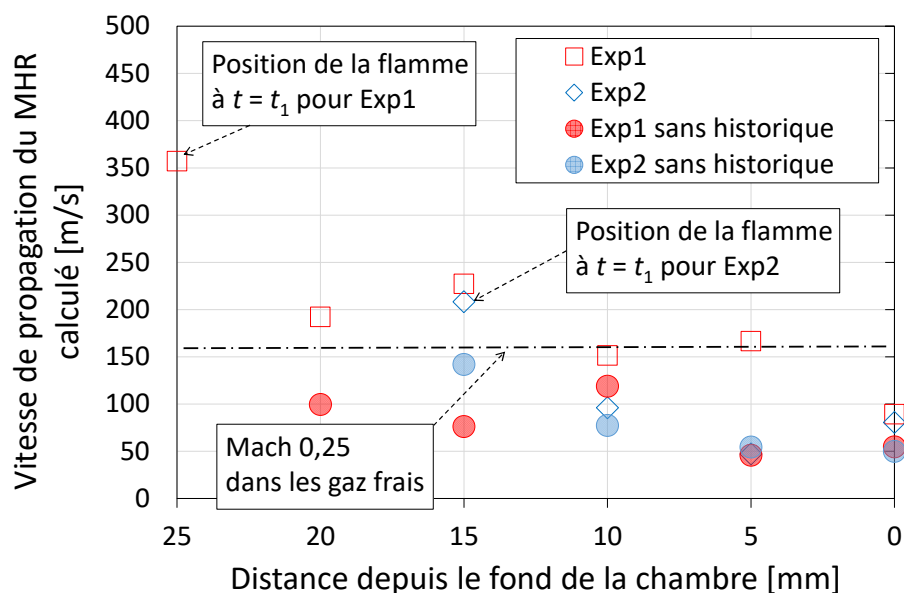 Vitesse de propagation du MHR
calculé [m/s]
500
450
400
350
300
250
200
150
100
50
0
Position de la flamme
à t = t1 pour Exp1
Exp1
Exp2
Exp1 sans historique
Exp2 sans historique
Position de la flamme
à t = t1 pour Exp2
Mach 0,25
dans les gaz frais
25 20 15 10 5 0
Distance depuis le fond de la chambre [mm]